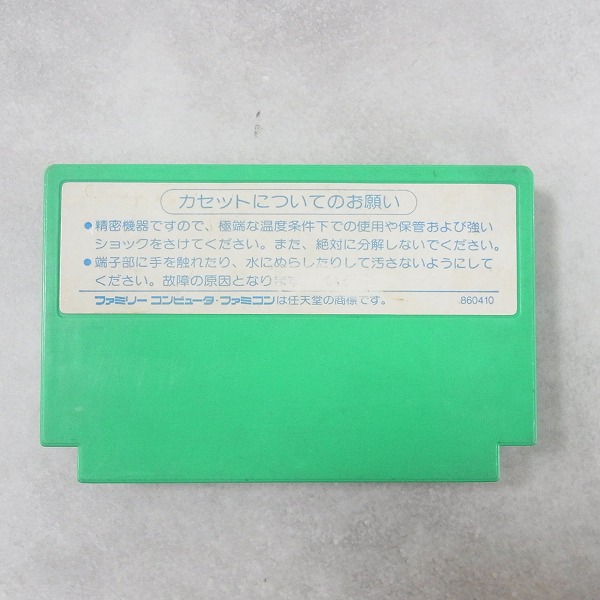 カセットについてのお願い
●精密機器ですので、極端な温度条件下での使用や保管および強い
ショックをさけてください。また、絶対に分解しないでください。
●端子部に手を触れたり、水にぬらしたりして汚さないようにして
ください。故障の原因となり
ファミリー コンピュータ・ファミコンは任天堂の商標です。 860410